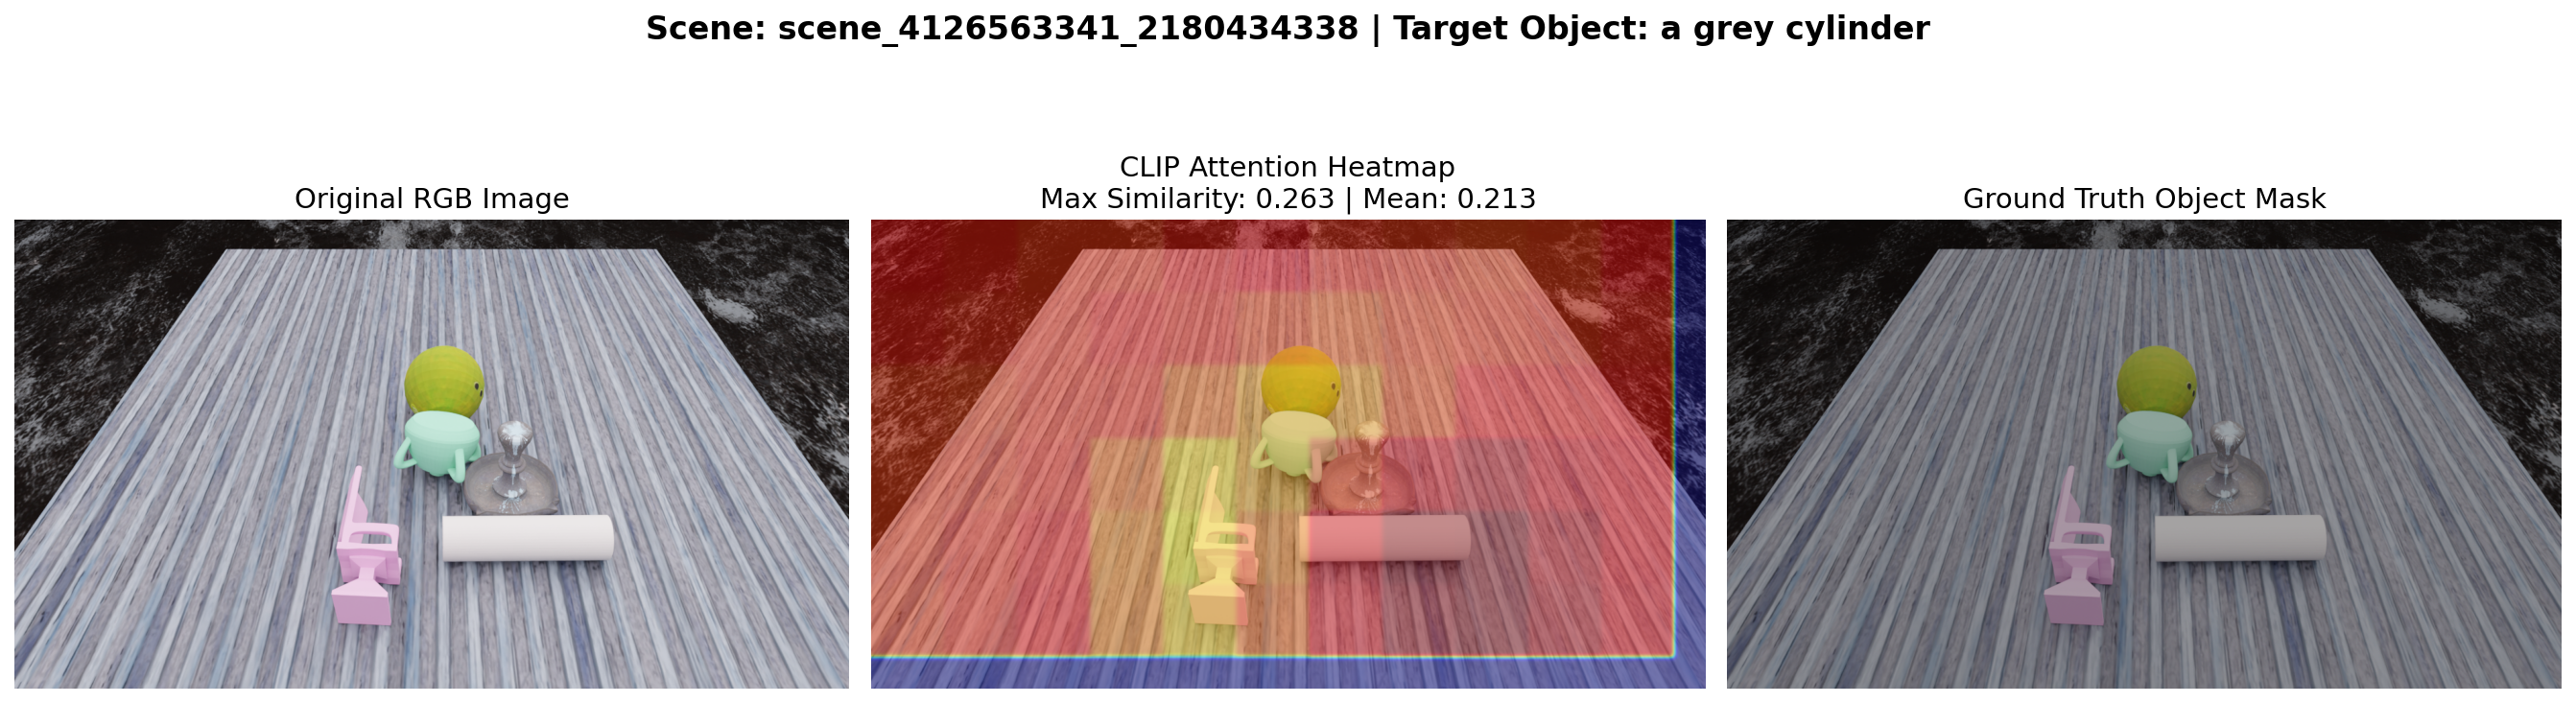 Scene: scene_4126563341_2180434338 | Target Object: a grey cylinder
Original RGB Image
CLIP Attention Heatmap
Max Similarity: 0.263 | Mean: 0.213
Ground Truth Object Mask